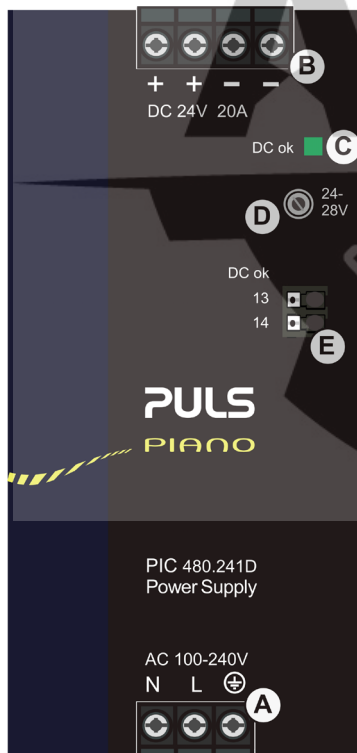 B
+ + − −
DC 24V 20A
DC ok C
D 24-
28V
DC ok
13
14
E
PULS
PIANO
PIC 480.241D
Power Supply
AC 100-240V
N L
A